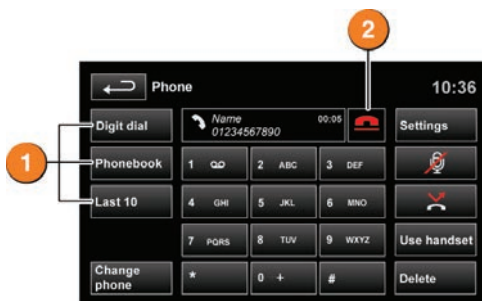 2
Phone
10:36
Digit dial
Name
01234567890
00:05
Settings
1
Phonebook
1
2 ABC
3 DEF
Last 10
4 GHI
5 JKL
6 MNO
7 PQRS
8 TUV
9 WXYZ
Use handset
Change
phone
*
0 +
#
Delete